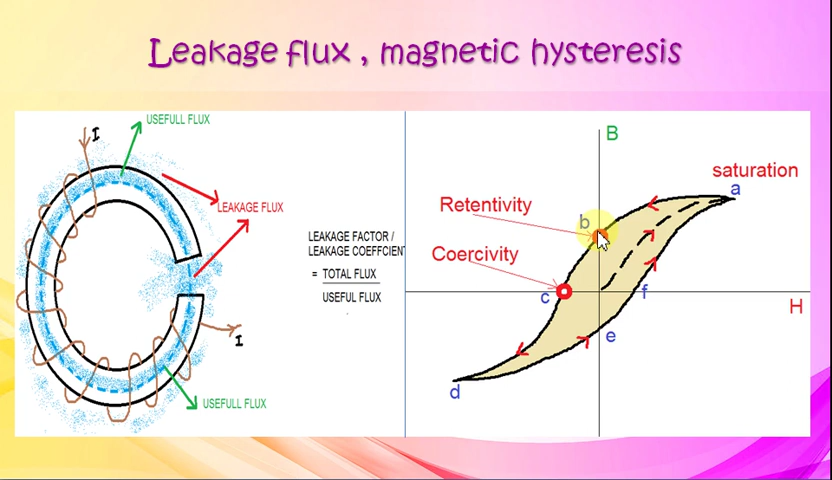 Leakage flux , magnetic hysteresis
I
USEFULL FLUX
LEAKAGE FLUX
LEAKAGE FACTOR /
LEAKAGE COEFFCIENT
= TOTAL FLUX
USEFUL FLUX
I
USEFULL FLUX
B
saturation
a
Retentivity
b
Coercivity
c
f
H
e
d